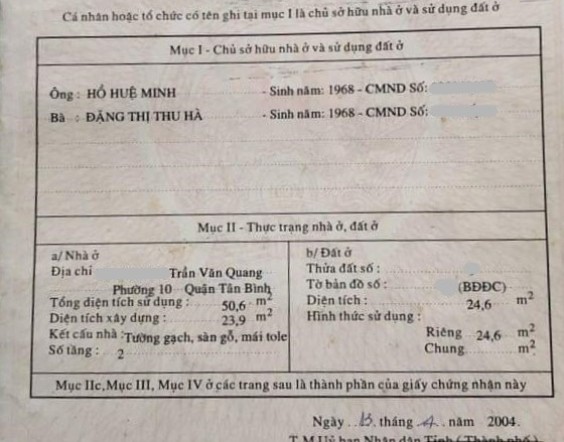 Cá nhân hoặc tổ chức có tên ghi tại mục I là chủ sở hữu nhà ở và sử dụng đất ở
Mục I - Chủ sở hữu nhà ở và sử dụng đất ở
Ông : HỒ HUỆ MINH - Sinh năm: 1968 - CMND Số:
Bà : ĐẶNG THỊ THU HÀ - Sinh năm: 1968 - CMND Số:
Mục II - Thực trạng nhà ở, đất ở
a/ Nhà ở
Địa chỉ Trần Văn Quang
Phường 10 Quận Tân Bình
Tổng diện tích sử dụng : 50,6 m²
Diện tích xây dựng : 23,9 m²
Kết cấu nhà : Tường gạch, sàn gỗ, mái tole
Số tầng : 2
b/ Đất ở
Thửa đất số :
Tờ bản đồ số : (BĐĐC)
Diện tích : 24,6 m²
Hình thức sử dụng :
Riêng 24,6 m²
Chung m²
Mục IIc, Mục III, Mục IV ở các trang sau là thành phần của giấy chứng nhận này
Ngày 13 tháng 4 năm 2004.
T.M Uỷ ban Nhân dân Tỉnh ( Thành phố )